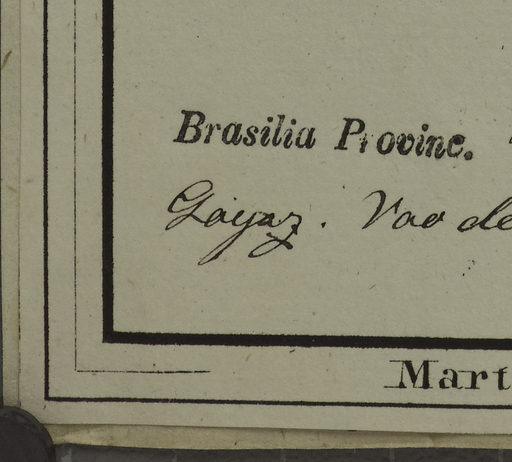 Brasilia Provinc.
Goyaz. Vao de
Mart